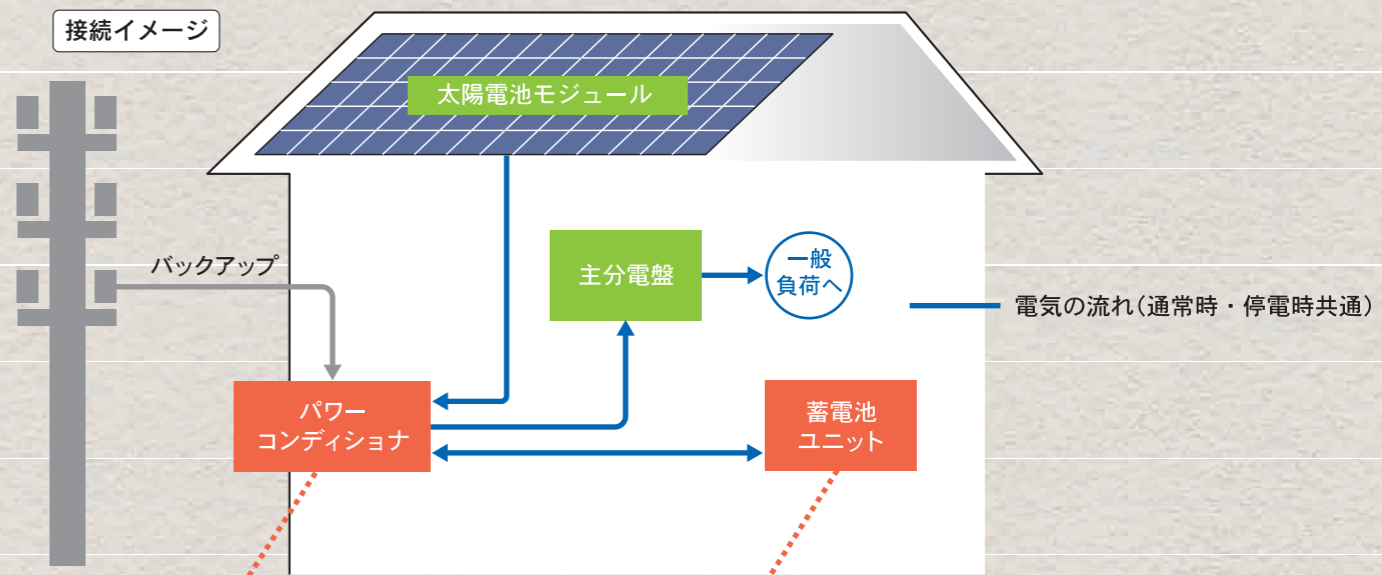 接続イメージ
太陽電池モジュール
バックアップ
主分電盤
一般
負荷へ
電気の流れ（通常時・停電時共通）
パワー
コンディショナ
蓄電池
ユニット